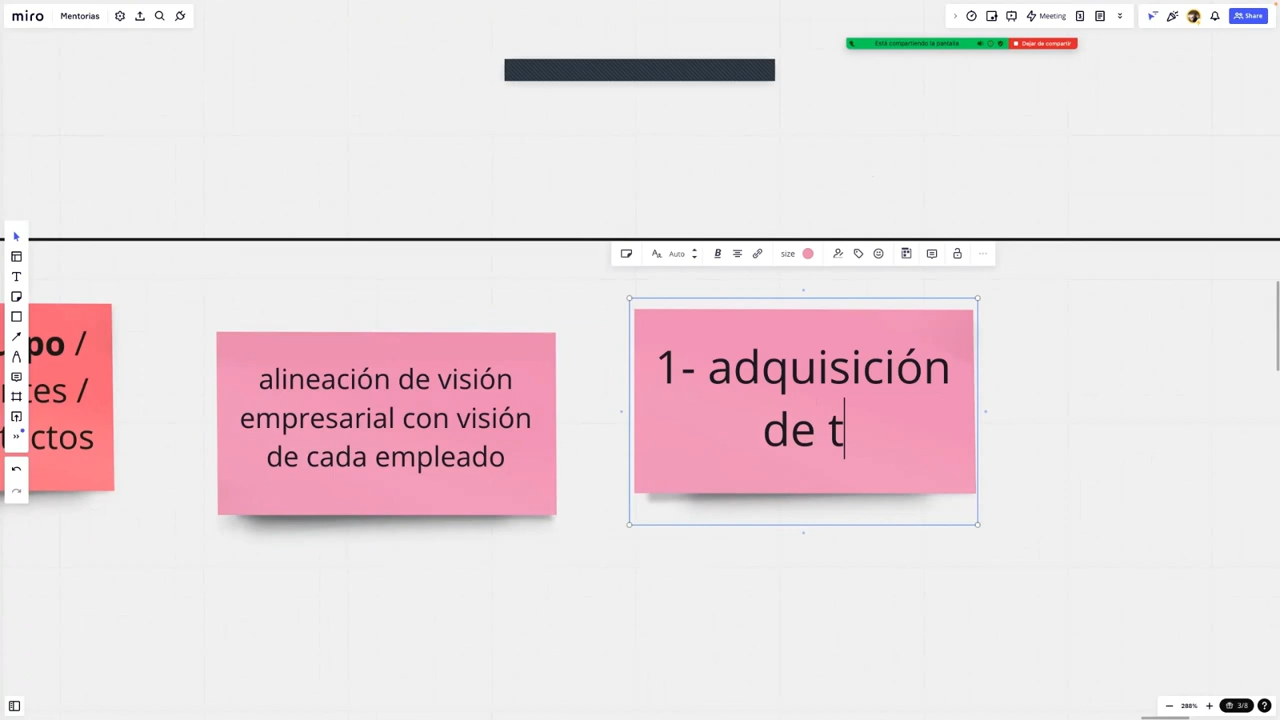 miro
Mentorias
Meeting
Share
Está compartiendo la pantalla
Dejar de compartir
Auto
B
size
po /
tes /
ctos
alineación de visión
empresarial con visión
de cada empleado
1- adquisición
de t
288%
3/8